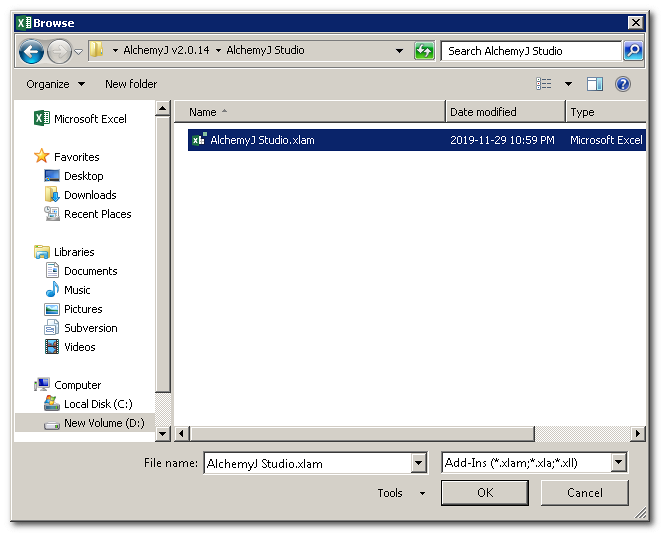 Browse
AlchemyJ v2.0.14 AlchemyJ Studio Search AlchemyJ Studio
Organize New folder
Name Date modified Type
AlchemyJ Studio.xlam 2019-11-29 10:59 PM Microsoft Excel
Microsoft Excel
Favorites
Desktop
Downloads
Recent Places
Libraries
Documents
Music
Pictures
Subversion
Videos
Computer
Local Disk (C:)
New Volume (D:)
File name: AlchemyJ Studio.xlam Add-Ins (*.xlam;*.xla;*.xll)
Tools OK Cancel